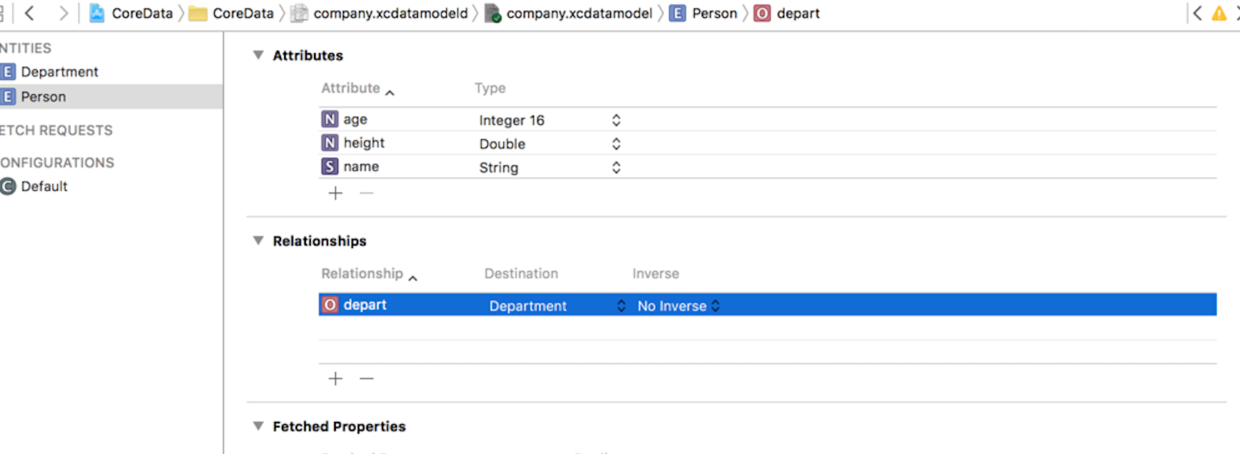 CoreData CoreData company.xcdatamodeld company.xcdatamodel E Person O depart
NTITIES
E Department
E Person
ETCH REQUESTS
ONFIGURATIONS
C Default
Attributes
Attribute Type
N age Integer 16
N height Double
S name String
Relationships
Relationship Destination Inverse
O depart Department No Inverse
Fetched Properties